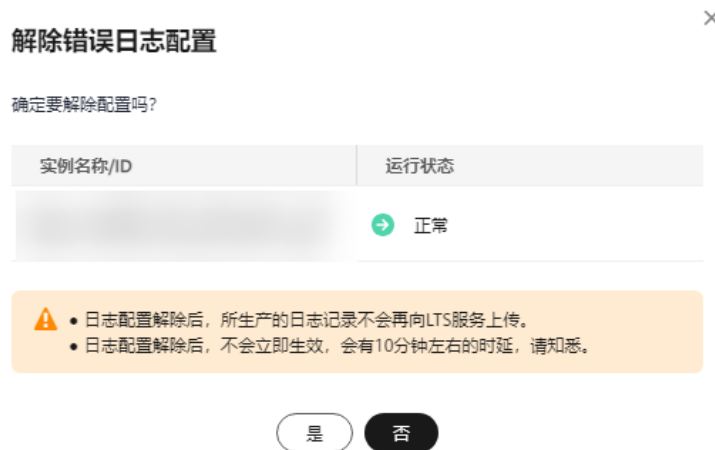 解除错误日志配置
确定要解除配置吗?
实例名称/ID 运行状态
正常
• 日志配置解除后，所生产的日志记录不会再向LTS服务上传。
• 日志配置解除后，不会立即生效，会有10分钟左右的时延，请知悉。
是 否